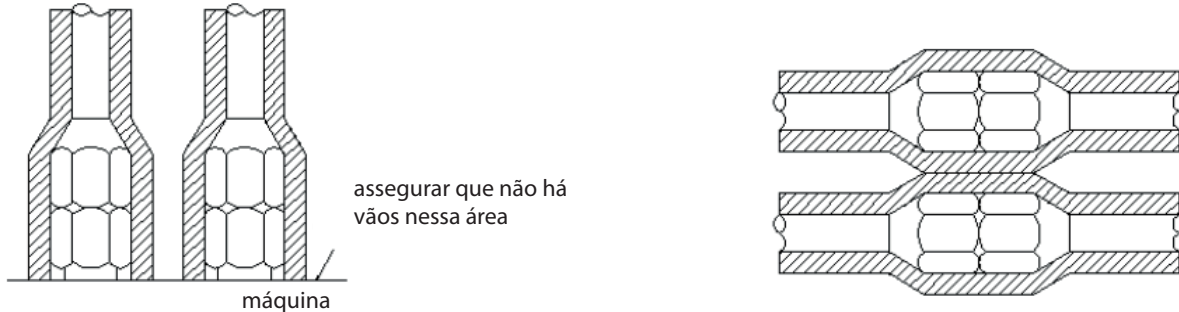 assegurar que não há
vãos nessa área
máquina